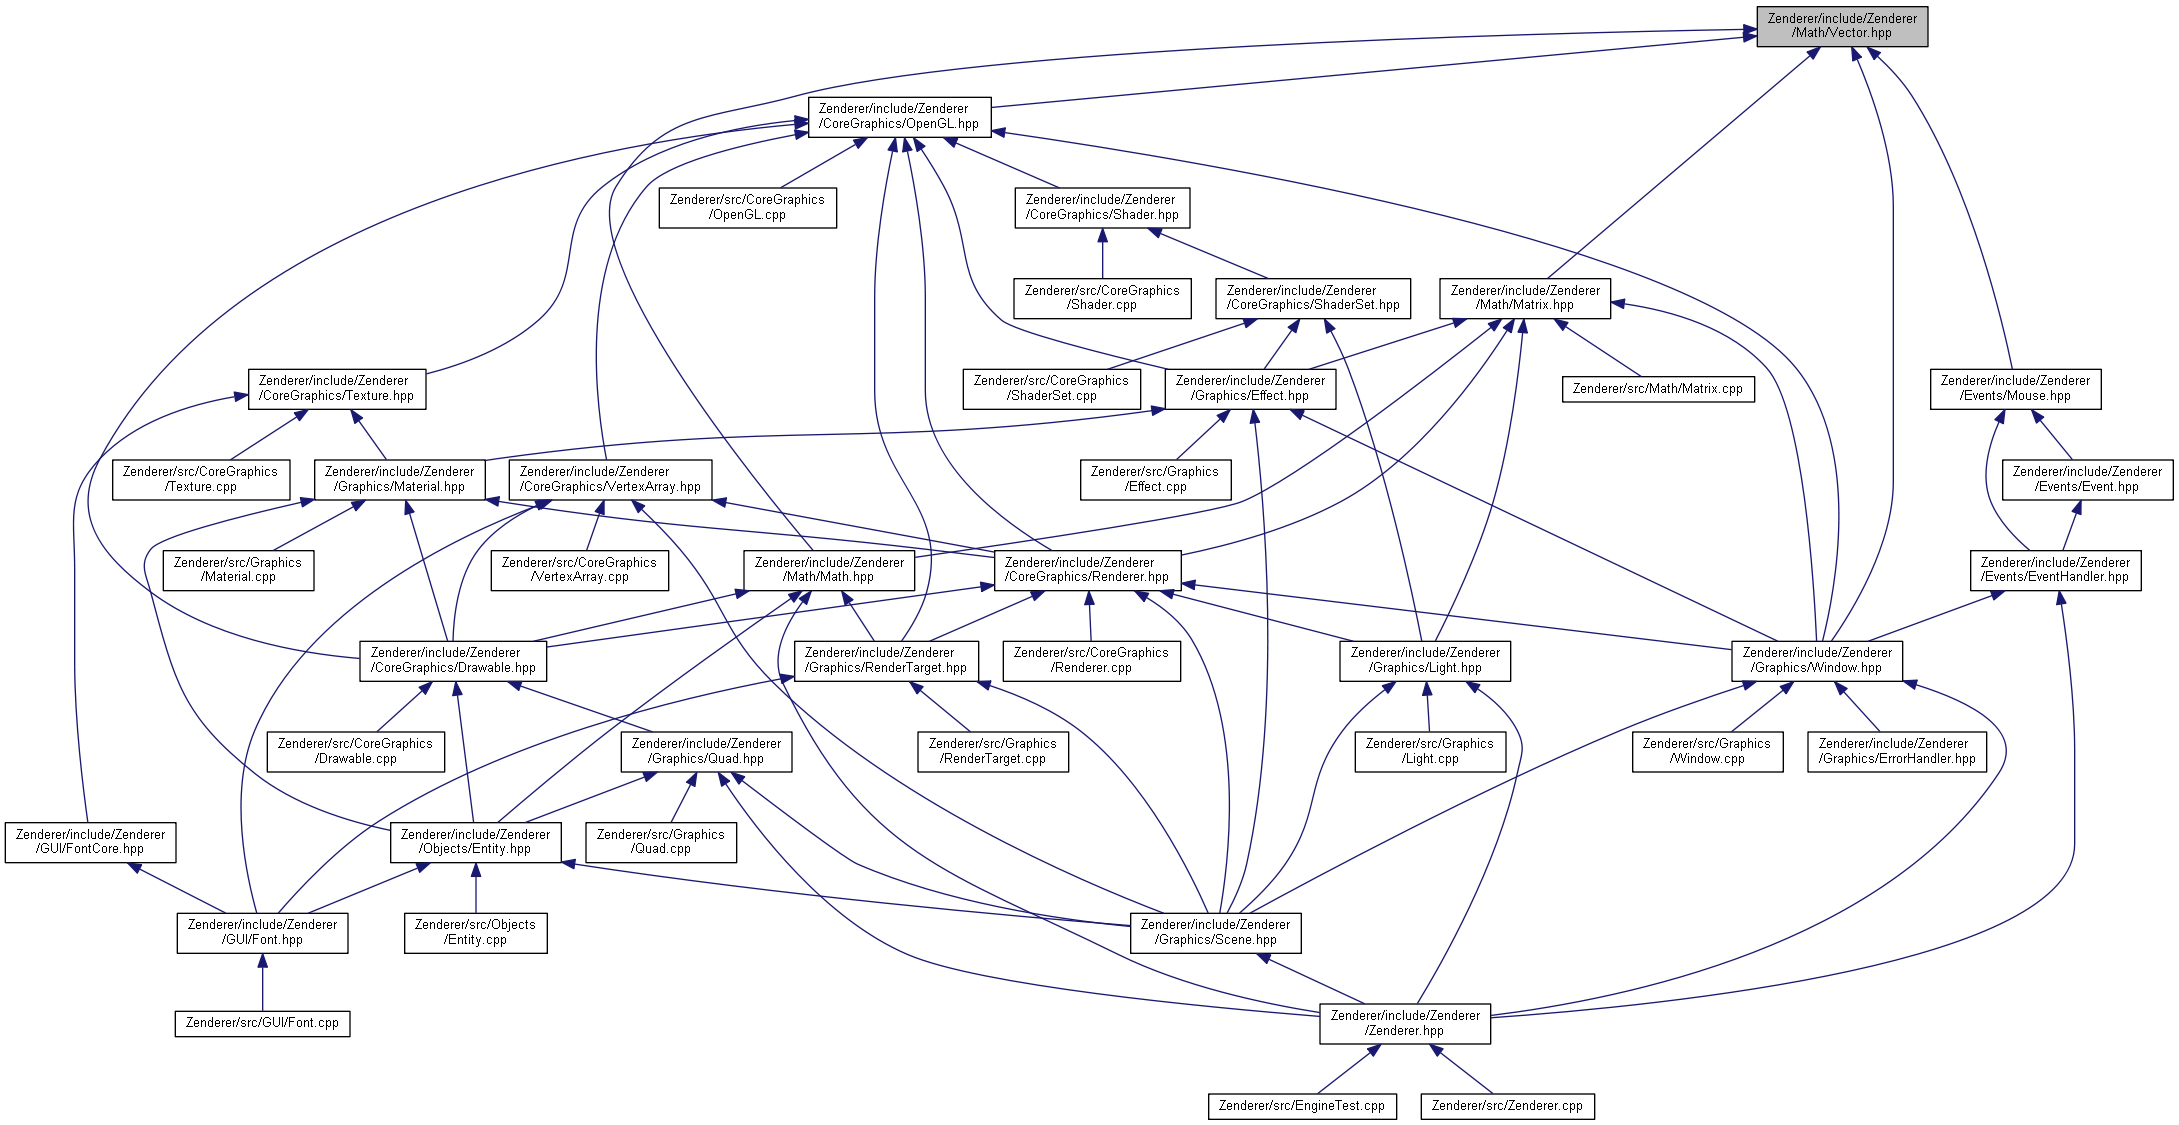 Zenderer/include/Zenderer
/Math/Vector.hpp
Zenderer/include/Zenderer
/CoreGraphics/OpenGL.hpp
Zenderer/src/CoreGraphics
/OpenGL.cpp
Zenderer/include/Zenderer
/CoreGraphics/Shader.hpp
Zenderer/src/CoreGraphics
/Shader.cpp
Zenderer/include/Zenderer
/CoreGraphics/ShaderSet.hpp
Zenderer/include/Zenderer
/Math/Matrix.hpp
Zenderer/include/Zenderer
/CoreGraphics/Texture.hpp
Zenderer/src/CoreGraphics
/ShaderSet.cpp
Zenderer/include/Zenderer
/Graphics/Effect.hpp
Zenderer/src/Math/Matrix.cpp
Zenderer/include/Zenderer
/Events/Mouse.hpp
Zenderer/src/CoreGraphics
/Texture.cpp
Zenderer/include/Zenderer
/Graphics/Material.hpp
Zenderer/include/Zenderer
/CoreGraphics/VertexArray.hpp
Zenderer/src/Graphics
/Effect.cpp
Zenderer/include/Zenderer
/Events/Event.hpp
Zenderer/src/Graphics
/Material.cpp
Zenderer/src/CoreGraphics
/VertexArray.cpp
Zenderer/include/Zenderer
/Math/Math.hpp
Zenderer/include/Zenderer
/CoreGraphics/Renderer.hpp
Zenderer/include/Zenderer
/Events/EventHandler.hpp
Zenderer/include/Zenderer
/CoreGraphics/Drawable.hpp
Zenderer/include/Zenderer
/Graphics/RenderTarget.hpp
Zenderer/src/CoreGraphics
/Renderer.cpp
Zenderer/include/Zenderer
/Graphics/Light.hpp
Zenderer/include/Zenderer
/Graphics/Window.hpp
Zenderer/src/CoreGraphics
/Drawable.cpp
Zenderer/include/Zenderer
/Graphics/Quad.hpp
Zenderer/src/Graphics
/RenderTarget.cpp
Zenderer/src/Graphics
/Light.cpp
Zenderer/src/Graphics
/Window.cpp
Zenderer/include/Zenderer
/Graphics/ErrorHandler.hpp
Zenderer/include/Zenderer
/GUI/FontCore.hpp
Zenderer/include/Zenderer
/Objects/Entity.hpp
Zenderer/src/Graphics
/Quad.cpp
Zenderer/include/Zenderer
/GUI/Font.hpp
Zenderer/src/Objects
/Entity.cpp
Zenderer/include/Zenderer
/Graphics/Scene.hpp
Zenderer/src/GUI/Font.cpp
Zenderer/include/Zenderer
/Zenderer.hpp
Zenderer/src/EngineTest.cpp
Zenderer/src/Zenderer.cpp